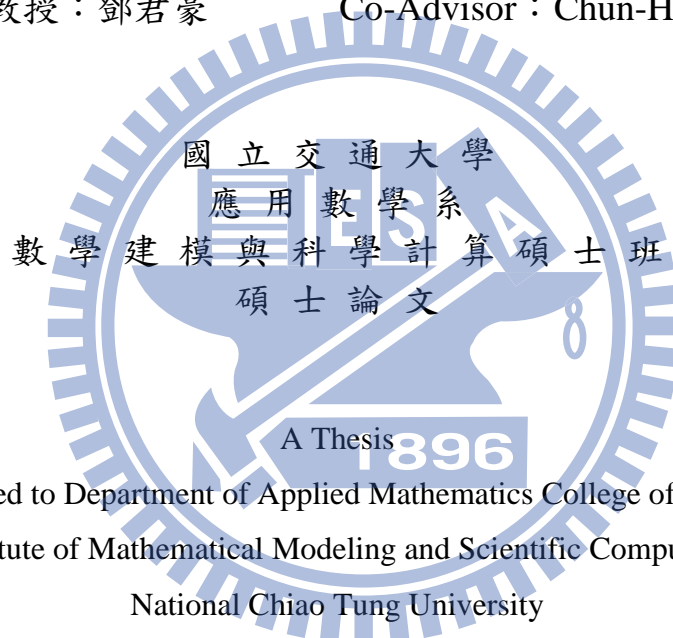 教授：鄧君豪 Co-Advisor：Chun-H
國立交通大學
應用數學系
數學建模與科學計算碩士班
碩士論文
A Thesis
1896
ed to Department of Applied Mathematics College of
tute of Mathematical Modeling and Scientific Compu
National Chiao Tung University